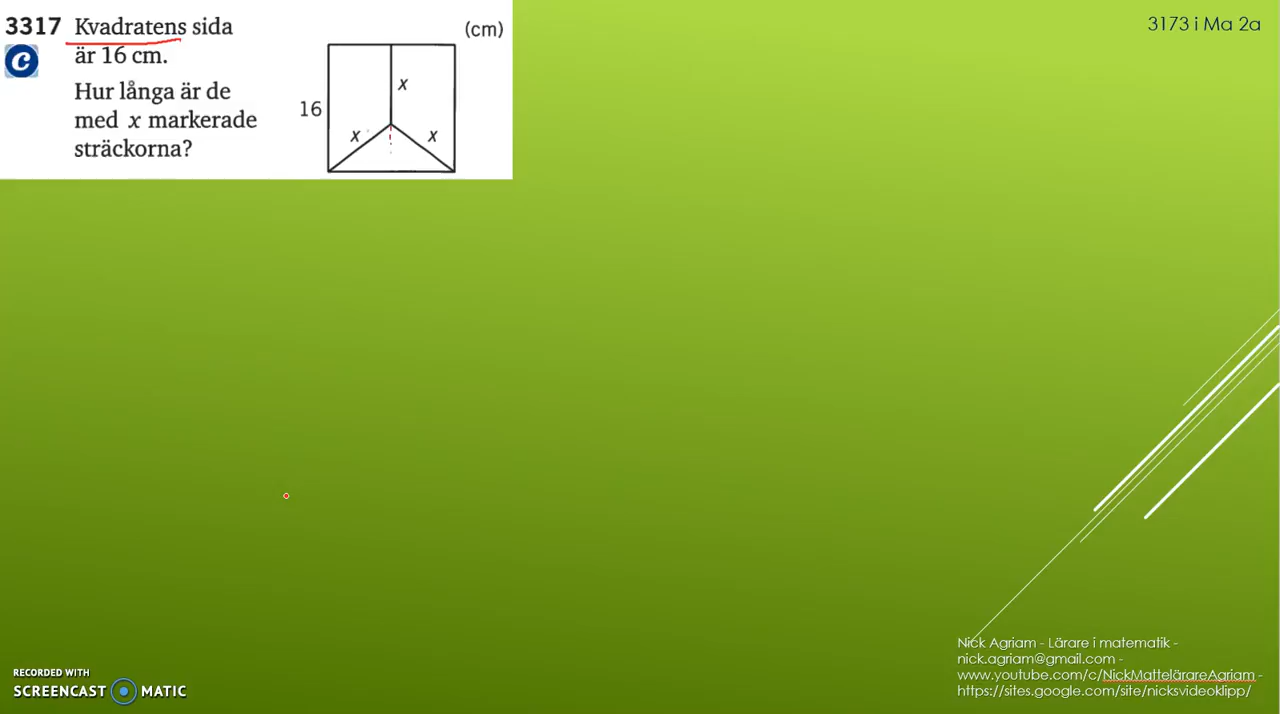 3317 Kvadratens sida
är 16 cm.
Hur långa är de
med x markerade
sträckorna?
C
(cm)
x
16
x
x
3173 i Ma 2a
Nick Agriam - Lärare i matematik -
nick.agriam@gmail.com -
www.youtube.com/c/NickMattelärareAgriam -
https://sites.google.com/site/nicksvideoklipp/
RECORDED WITH
SCREENCAST MATIC